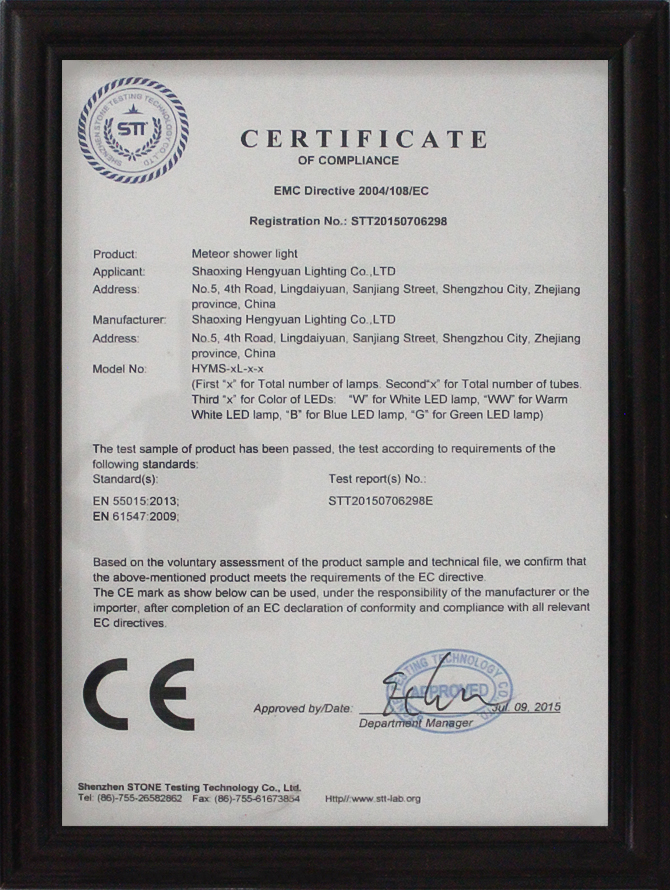 SHENZHEN STONE TESTING TECHNOLOGY CO.,LTD
STT
CERTIFICATE
OF COMPLIANCE
EMC Directive 2004/108/EC
Registration No.: STT20150706298
Product: Meteor shower light
Applicant: Shaoxing Hengyuan Lighting Co.,LTD
Address: No.5, 4th Road, Lingdaiyuan, Sanjiang Street, Shengzhou City, Zhejiang
province, China
Manufacturer: Shaoxing Hengyuan Lighting Co.,LTD
Address: No.5, 4th Road, Lingdaiyuan, Sanjiang Street, Shengzhou City, Zhejiang
province, China
Model No: HYMS-xL-x-x
(First "x" for Total number of lamps. Second"x" for Total number of tubes.
Third "x" for Color of LEDs: "W" for White LED lamp, "WW" for Warm
White LED lamp, "B" for Blue LED lamp, "G" for Green LED lamp)
The test sample of product has been passed, the test according to requirements of the
following standards:
Standard(s): Test report(s) No.:
EN 55015:2013; STT20150706298E
EN 61547:2009;
Based on the voluntary assessment of the product sample and technical file, we confirm that
the above-mentioned product meets the requirements of the EC directive.
The CE mark as show below can be used, under the responsibility of the manufacturer or the
importer, after completion of an EC declaration of conformity and compliance with all relevant
EC directives.
CE
TESTING TECHNOLOGY CO
APPROVED
Approved by/Date: Jul. 09, 2015
Department Manager
Shenzhen STONE Testing Technology Co., Ltd.
Tel: (86)-755-26582862 Fax: (86)-755-61673854 Http//:www.stt-lab.org